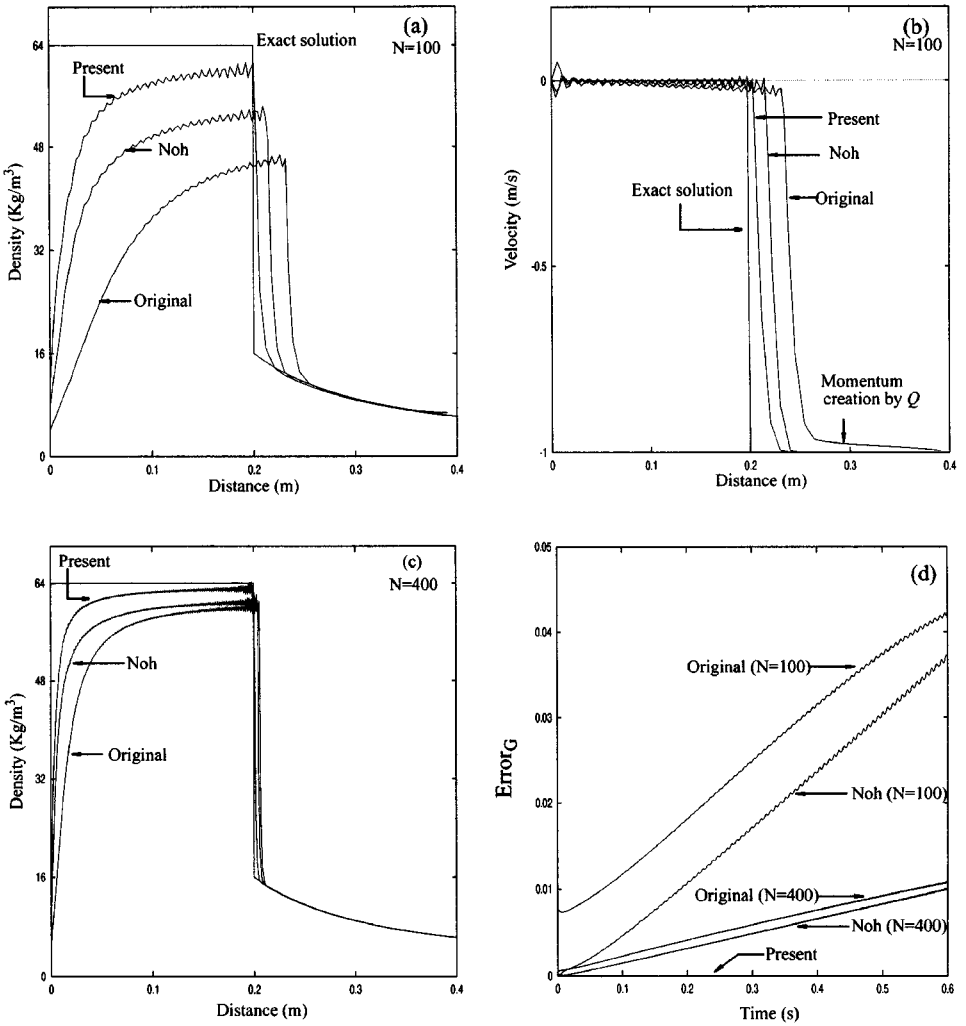 (a)
N=100
64
48
32
16
0
0
0.1
0.2
0.3
0.4
Density (Kg/m³)
Distance (m)
Exact solution
Present
Noh
Original
(b)
N=100
0
-0.5
-1
0
0.1
0.2
0.3
0.4
Velocity (m/s)
Distance (m)
Present
Noh
Exact solution
Original
Momentum
creation by Q
(c)
N=400
64
48
32
16
0
0
0.1
0.2
0.3
0.4
Density (Kg/m³)
Distance (m)
Present
Noh
Original
(d)
0.05
0.04
0.03
0.02
0.01
0
0
0.1
0.2
0.3
0.4
0.5
0.6
ErrorG
Time (s)
Original (N=100)
Noh (N=100)
Original (N=400)
Noh (N=400)
Present